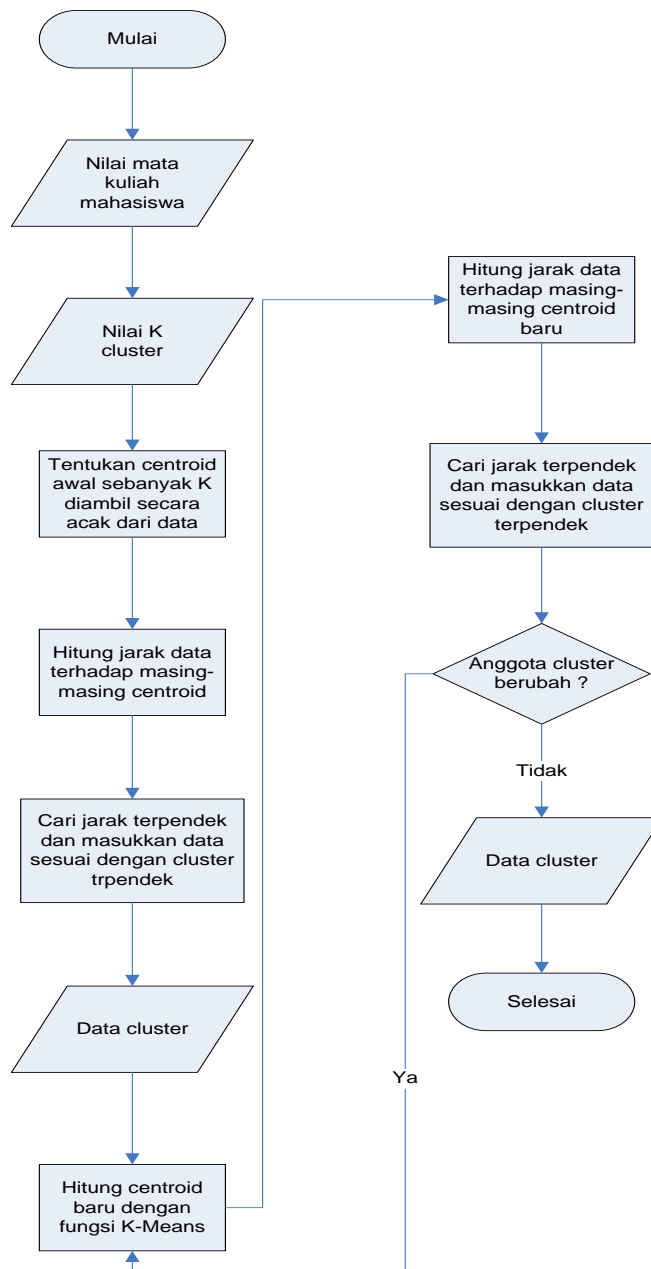 Mulai
Nilai mata
kuliah
mahasiswa
Nilai K
cluster
Tentukan centroid
awal sebanyak K
diambil secara
acak dari data
Hitung jarak data
terhadap masing-
masing centroid
Cari jarak terpendek
dan masukkan data
sesuai dengan cluster
trpendek
Data cluster
Hitung centroid
baru dengan
fungsi K-Means
Hitung jarak data
terhadap masing-
masing centroid
baru
Cari jarak terpendek
dan masukkan data
sesuai dengan cluster
terpendek
Anggota cluster
berubah ?
Tidak
Data cluster
Selesai
Ya